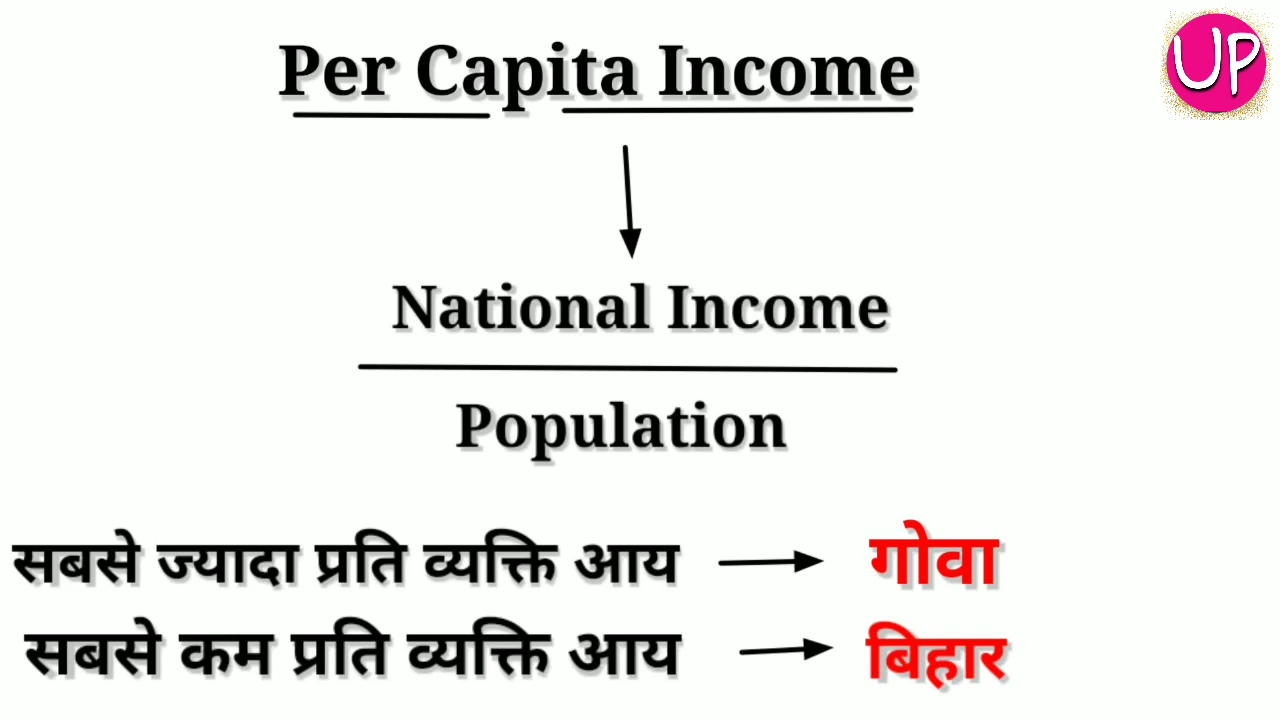 Per Capita Income
UP
National Income
Population
सबसे ज्यादा प्रति व्यक्ति आय गोवा
सबसे कम प्रति व्यक्ति आय बिहार